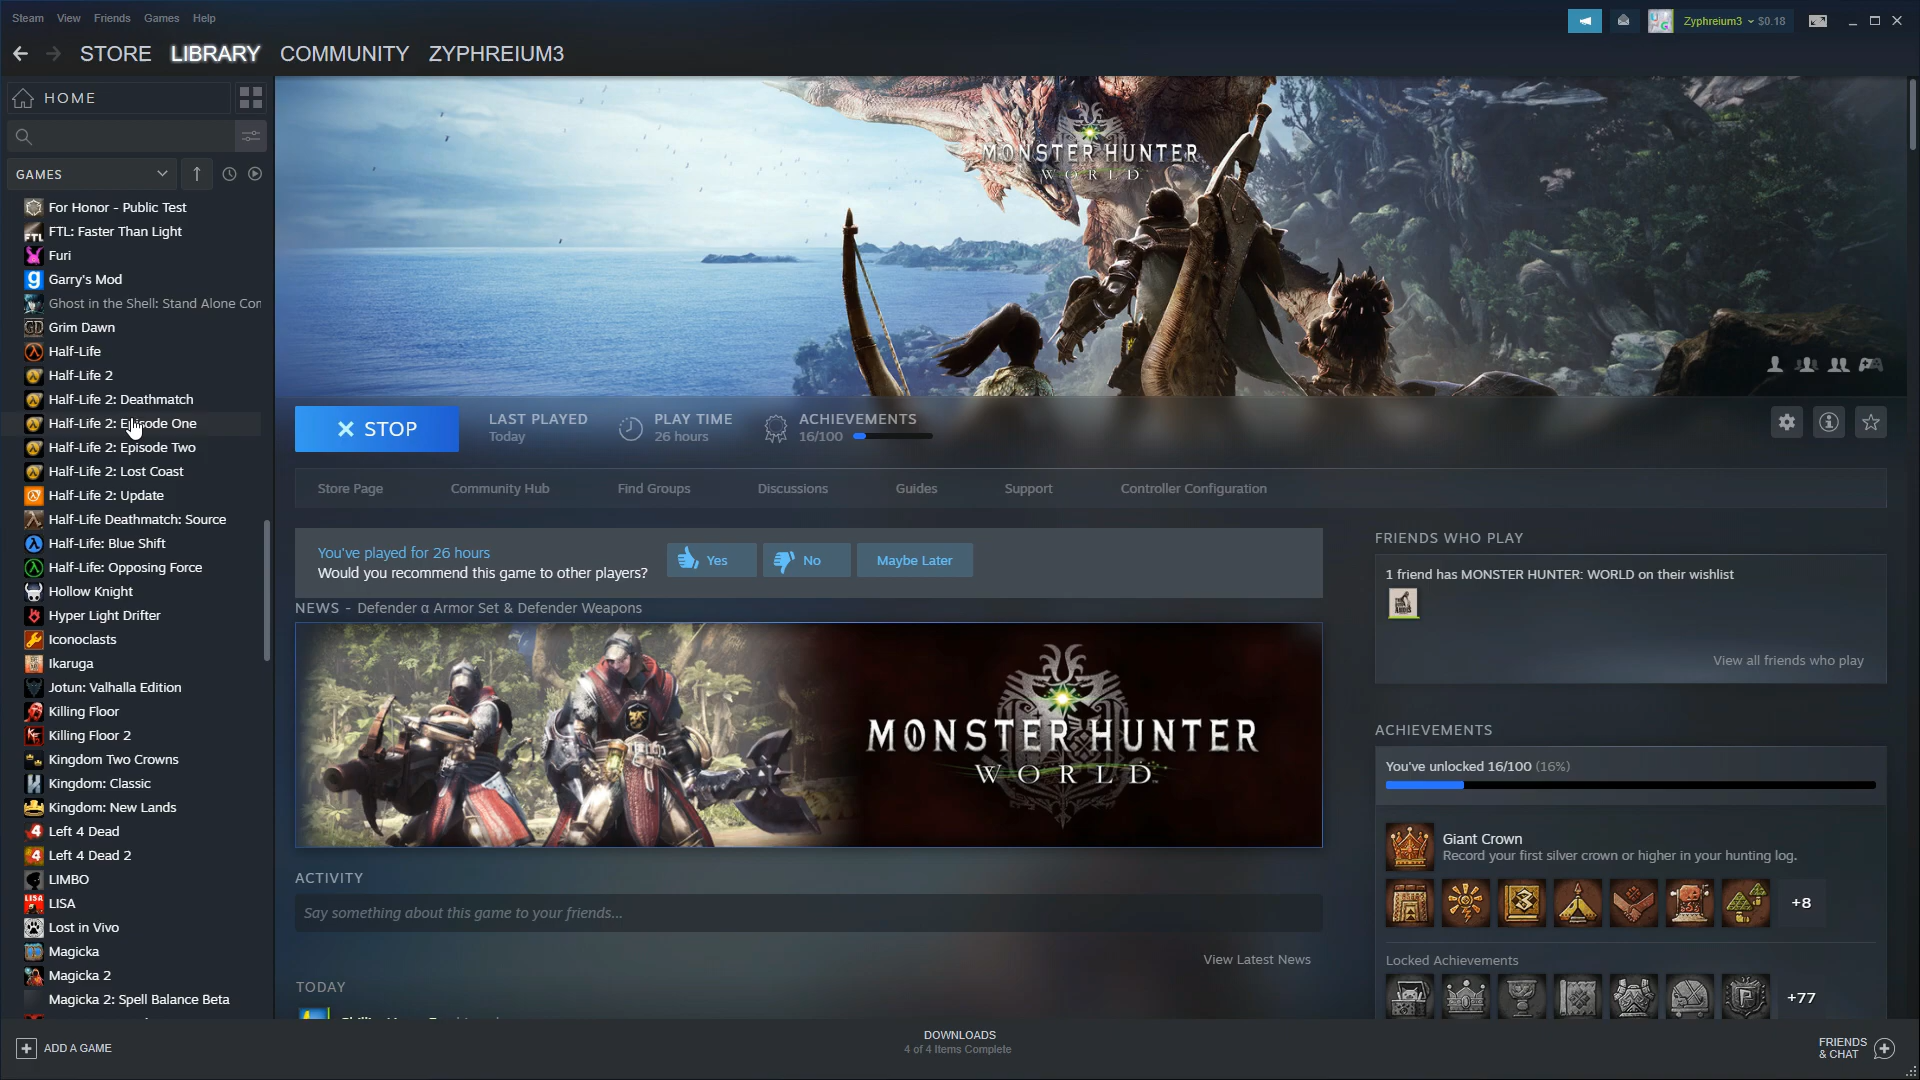 Steam View Friends Games Help
Zyphreium3 $0.18
STORE LIBRARY COMMUNITY ZYPHREIUM3
HOME
GAMES
For Honor - Public Test
FTL: Faster Than Light
Furi
Garry's Mod
Ghost in the Shell: Stand Alone Con
Grim Dawn
Half-Life
Half-Life 2
Half-Life 2: Deathmatch
Half-Life 2: Episode One
Half-Life 2: Episode Two
Half-Life 2: Lost Coast
Half-Life 2: Update
Half-Life Deathmatch: Source
Half-Life: Blue Shift
Half-Life: Opposing Force
Hollow Knight
Hyper Light Drifter
Iconoclasts
Ikaruga
Jotun: Valhalla Edition
Killing Floor
Killing Floor 2
Kingdom Two Crowns
Kingdom: Classic
Kingdom: New Lands
Left 4 Dead
Left 4 Dead 2
LIMBO
LISA
Lost in Vivo
Magicka
Magicka 2
Magicka 2: Spell Balance Beta
ADD A GAME
MONSTER HUNTER
WORLD
STOP
LAST PLAYED
Today
PLAY TIME
26 hours
ACHIEVEMENTS
16/100
Store Page Community Hub Find Groups Discussions Guides Support Controller Configuration
You've played for 26 hours
Would you recommend this game to other players?
Yes No Maybe Later
NEWS - Defender α Armor Set & Defender Weapons
MONSTER HUNTER
WORLD
ACTIVITY
Say something about this game to your friends...
View Latest News
TODAY
FRIENDS WHO PLAY
1 friend has MONSTER HUNTER: WORLD on their wishlist
View all friends who play
ACHIEVEMENTS
You've unlocked 16/100 (16%)
Giant Crown
Record your first silver crown or higher in your hunting log.
+8
Locked Achievements
+77
DOWNLOADS
4 of 4 Items Complete
FRIENDS
& CHAT